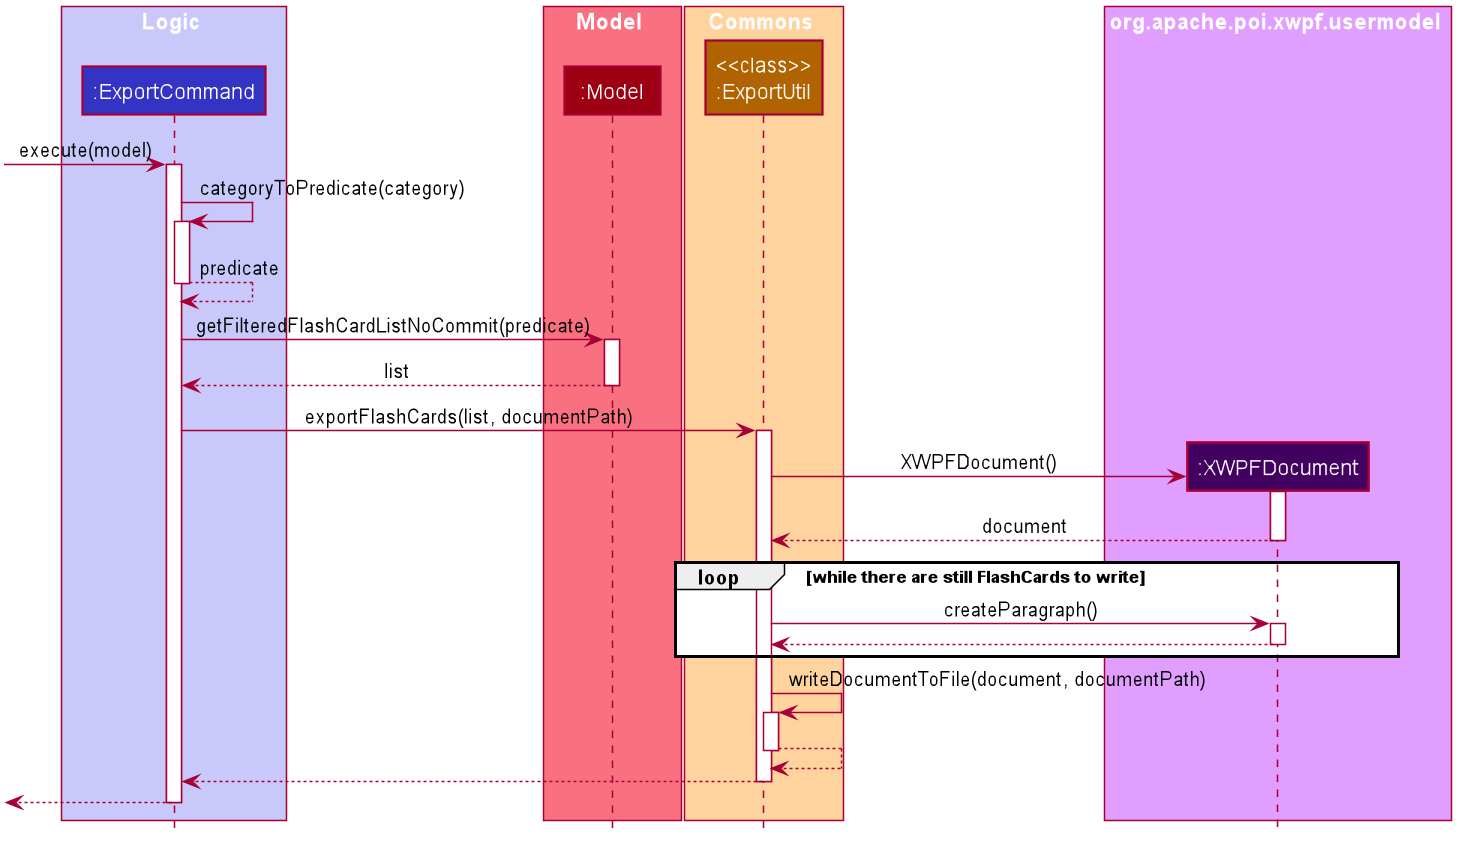 Logic
Model
Commons
org.apache.poi.xwpf.usermodel
:ExportCommand
:Model
<<class>>
:ExportUtil
execute(model)
categoryToPredicate(category)
predicate
getFilteredFlashCardListNoCommit(predicate)
list
exportFlashCards(list, documentPath)
XWPFDocument()
:XWPFDocument
document
loop
[while there are still FlashCards to write]
createParagraph()
writeDocumentToFile(document, documentPath)